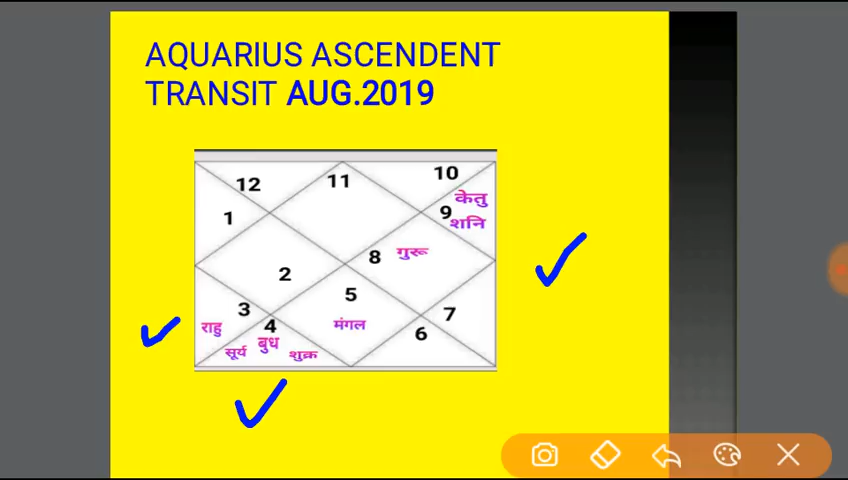 AQUARIUS ASCENDENT
TRANSIT AUG.2019
12 11 10
केतु
1 9
शनि
8 गुरू
2
5
3 7
राहु 4 मंगल 6
सूर्य बुध शुक्र